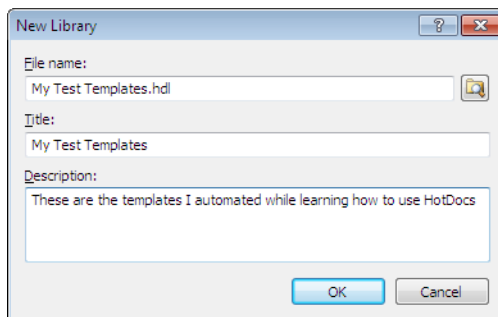 New Library
File name:
My Test Templates.hdl
Title:
My Test Templates
Description:
These are the templates I automated while learning how to use HotDocs
OK Cancel